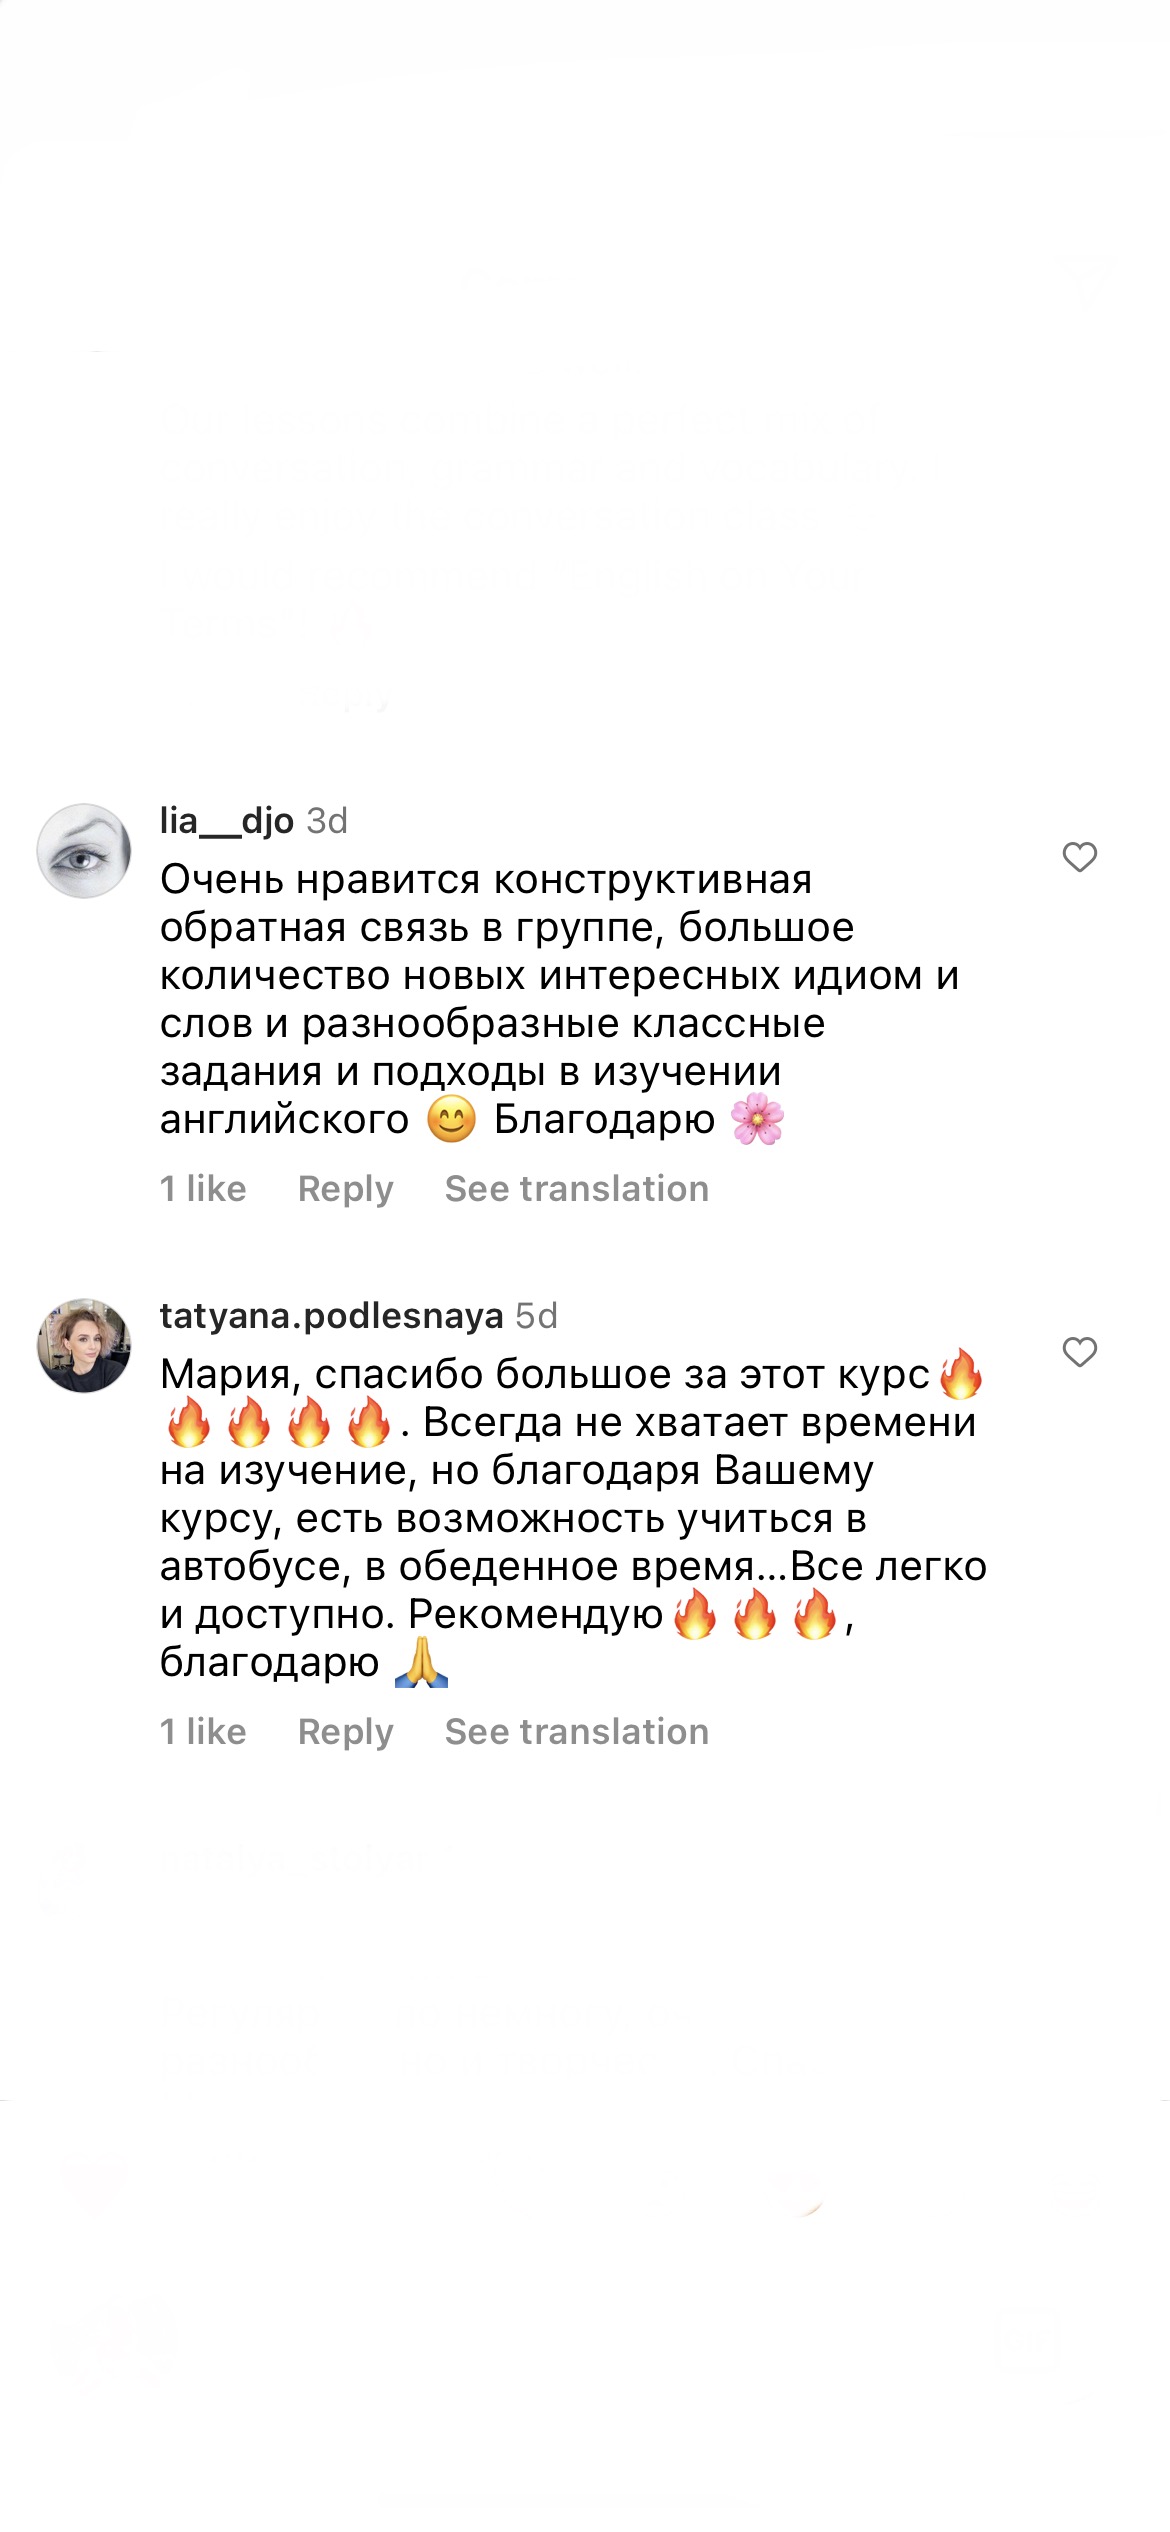 lia__djo 3d
Очень нравится конструктивная
обратная связь в группе, большое
количество новых интересных идиом и
слов и разнообразные классные
задания и подходы в изучении
английского 😊 Благодарю 🌸
1 like Reply See translation
tatyana.podlesnaya 5d
Мария, спасибо большое за этот курс🔥
🔥🔥🔥🔥. Всегда не хватает времени
на изучение, но благодаря Вашему
курсу, есть возможность учиться в
автобусе, в обеденное время...Все легко
и доступно. Рекомендую🔥🔥🔥,
благодарю 🙏
1 like Reply See translation